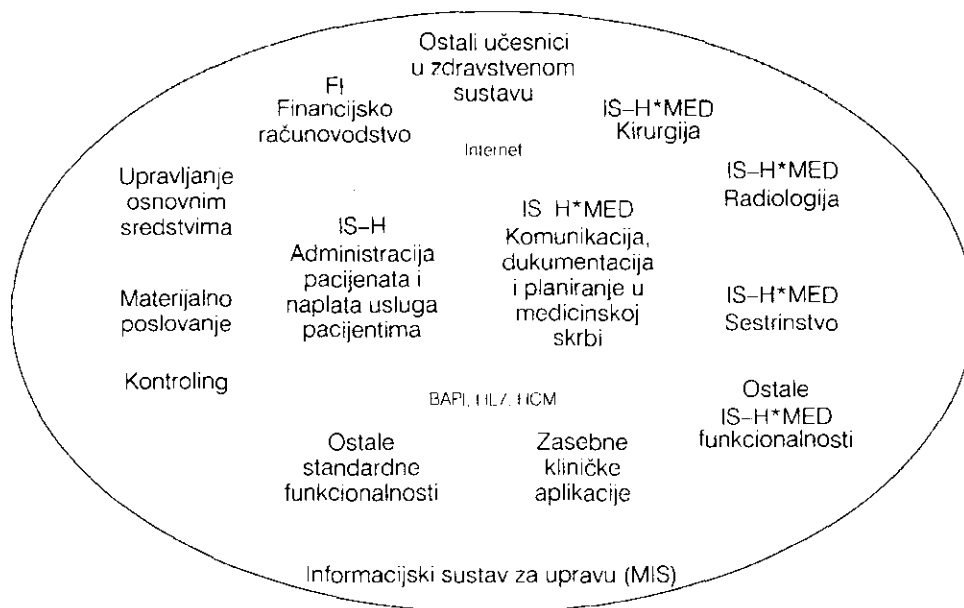 Ostali učesnici
u zdravstvenom
sustavu
FI
Financijsko
računovodstvo
IS–H*MED
Kirurgija
Internet
Upravljanje
osnovnim
sredstvima
IS–H*MED
Radiologija
IS–H
Administracija
pacijenata i
naplata usluga
pacijentima
IS H*MED
Komunikacija,
dukumentacija
i planiranje u
medicinskoj
skrbi
Materijalno
poslovanje
IS–H*MED
Sestrinstvo
Kontroling
BAPI, HL7, HCM
Ostale
IS–H*MED
funkcionalnosti
Ostale
standardne
funkcionalnosti
Zasebne
kliničke
aplikacije
Informacijski sustav za upravu (MIS)